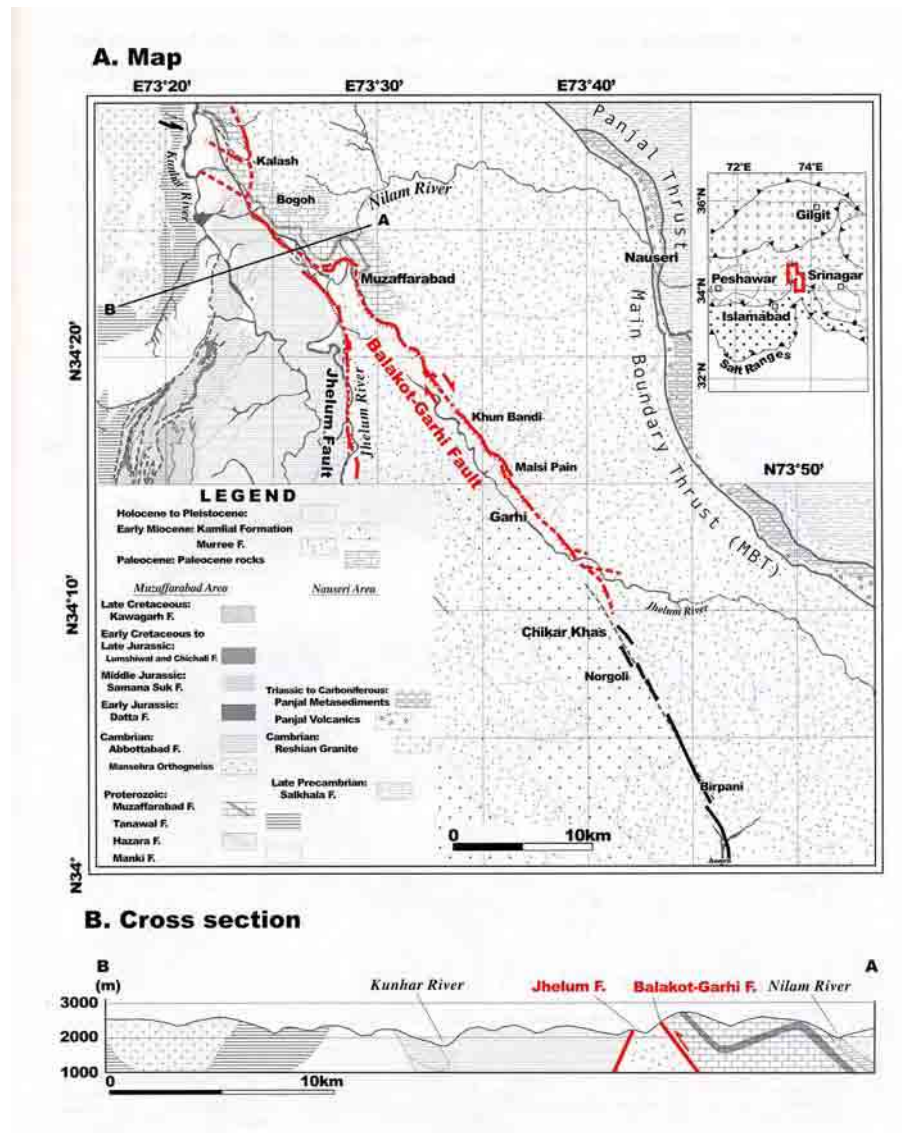 A. Map
E73°20' E73°30' E73°40'
Panjal Thrust
72°E 74°E
36°N
Gilgit
34°N
Peshawar
Srinagar
Islamabad
32°N
Salt Ranges
Kunhar River
Kalash
Bogoh
Nilam River
A
Nauseri
Muzaffarabad
B
Main Boundary Thrust (MBT)
N34°20'
Balakot-Garhi Fault
Jhelum Fault
Jhelum River
Khun Bandi
Malsi Pain
N73°50'
Garhi
LEGEND
Holocene to Pleistocene:
Early Miocene: Kamlial Formation
Murree F.
Paleocene: Paleocene rocks
Muzaffarabad Area Nauseri Area
Late Cretaceous:
Kawagarh F.
Early Cretaceous to
Late Jurassic:
Lumshiwal and Chichali F.
Middle Jurassic:
Samana Suk F.
Early Jurassic:
Datta F.
Cambrian:
Abbottabad F.
Mansehra Orthogneiss
Proterozoic:
Muzaffarabad F.
Tanawal F.
Hazara F.
Manki F.
Triassic to Carboniferous:
Panjal Metasediments
Panjal Volcanics
Cambrian:
Reshian Granite
Late Precambrian:
Salkhala F.
N34°10'
Jhelum River
Chikar Khas
Norgoli
Birpani
0 10km
N34°
B. Cross section
B A
(m)
Kunhar River Jhelum F. Balakot-Garhi F. Nilam River
3000
2000
1000
0 10km